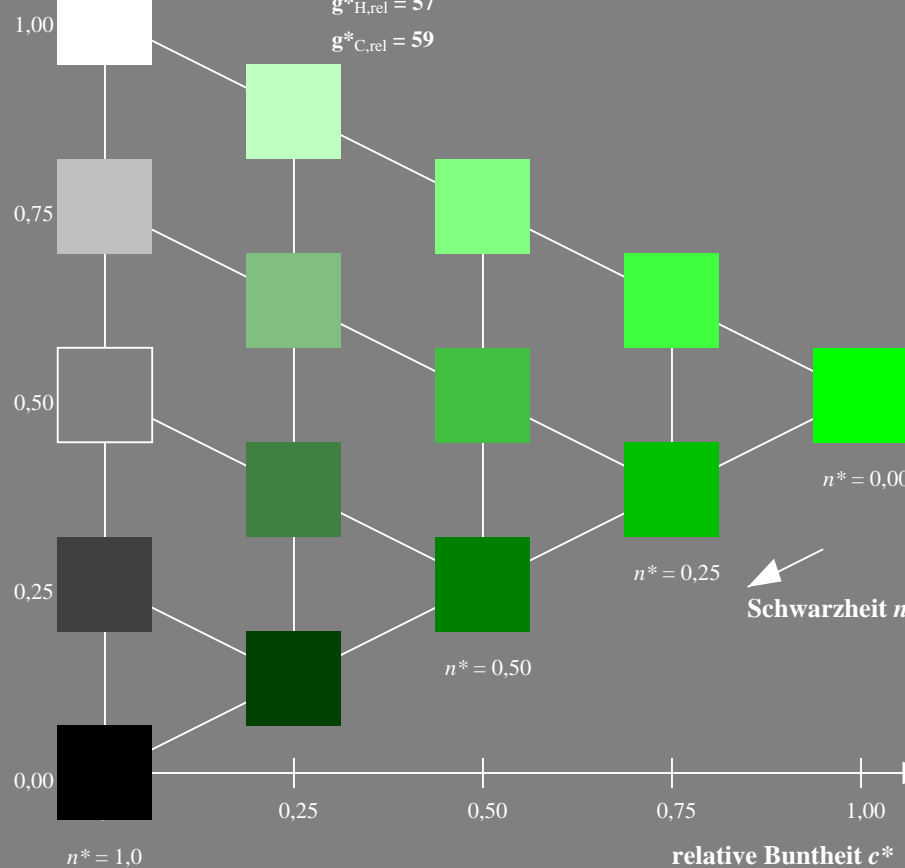 g*H,rel = 57
1,00
g*C,rel = 59
0,75
0,50
n* = 0,00
n* = 0,25
0,25
Schwarzheit n
n* = 0,50
0,00
0,25 0,50 0,75 1,00
n* = 1,0
relative Buntheit c*